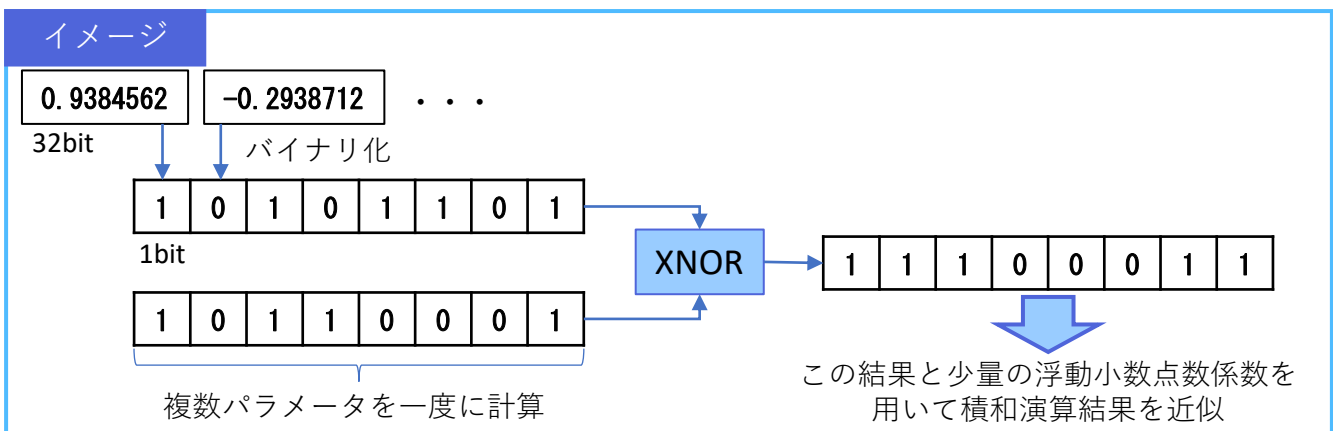 イメージ
0.9384562 -0.2938712 ・・・
32bit
バイナリ化
1 0 1 0 1 1 0 1
1bit
XNOR
1 1 1 0 0 0 1 1
1 0 1 1 0 0 0 1
複数パラメータを一度に計算
この結果と少量の浮動小数点数係数を
用いて積和演算結果を近似